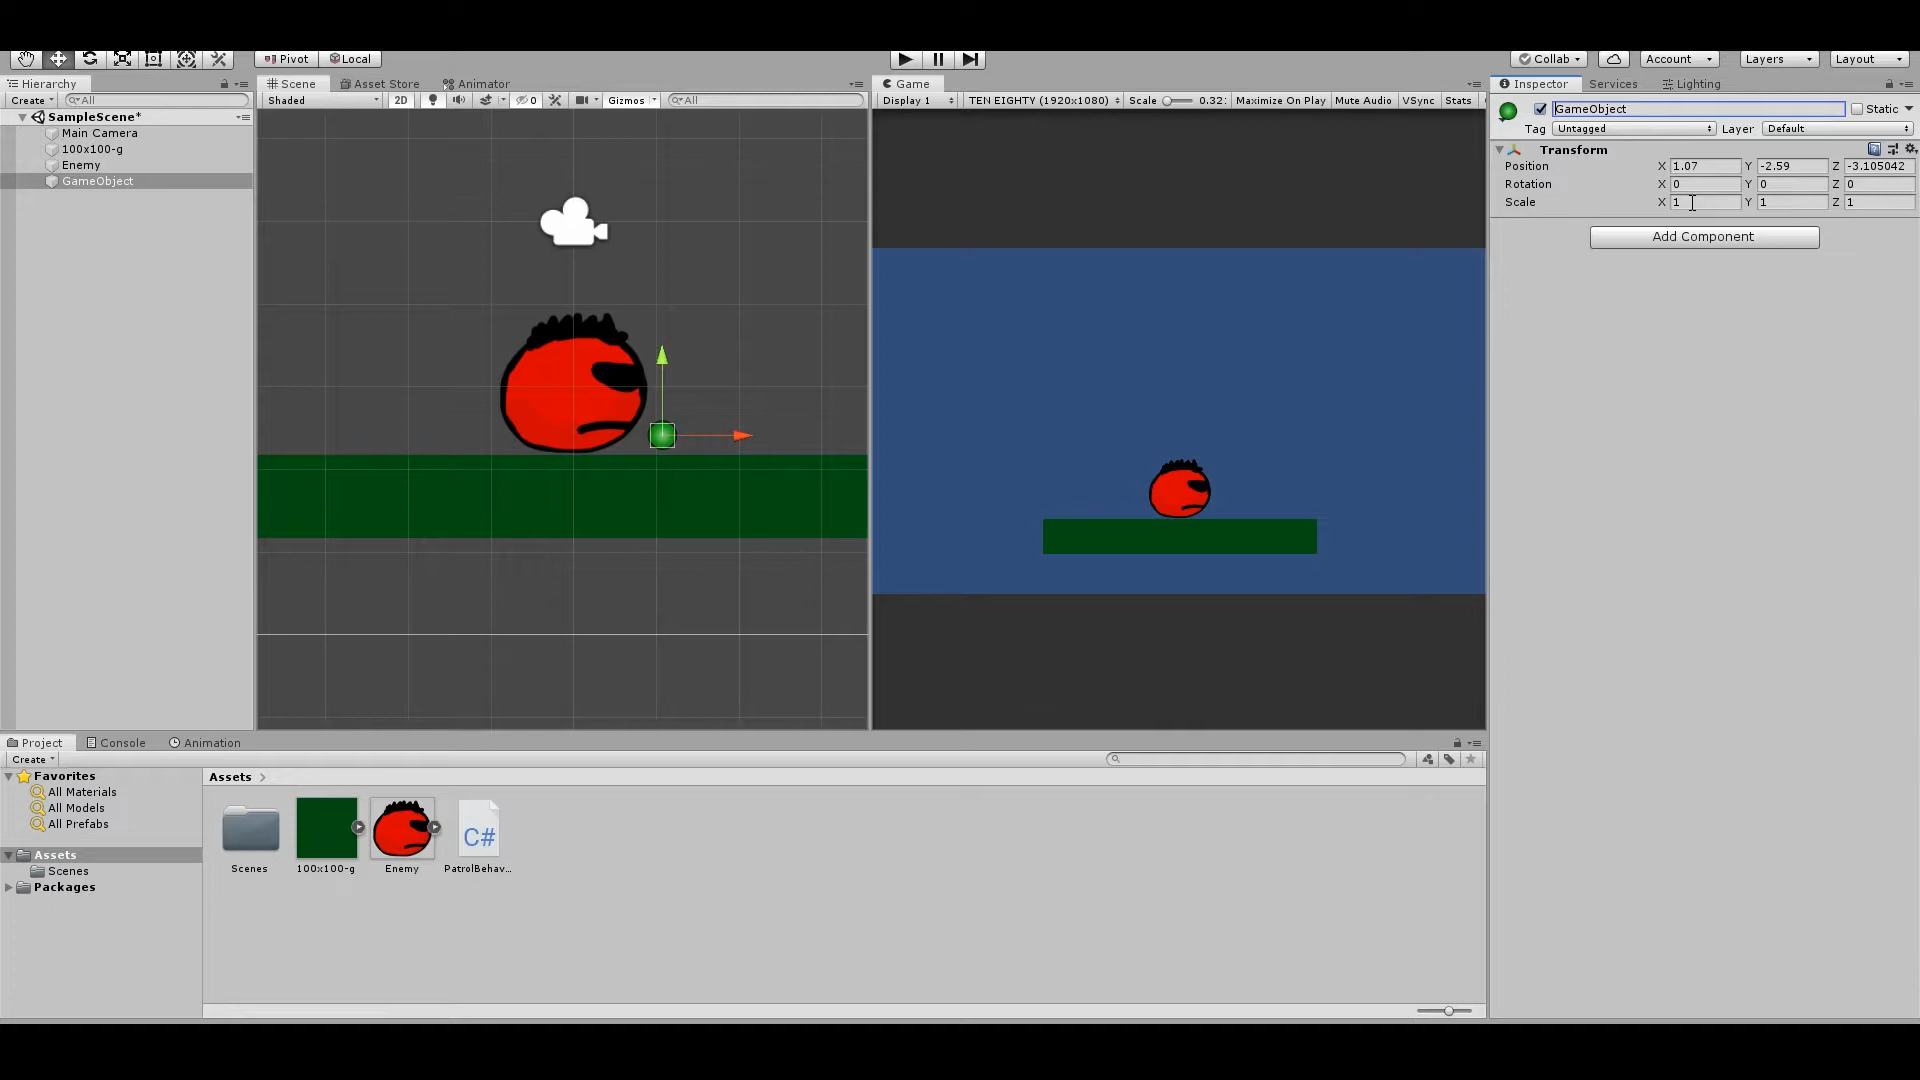 Pivot Local Collab Account Layers Layout
Hierarchy
Create All
SampleScene*
Main Camera
100x100-g
Enemy
GameObject
Scene Asset Store Animator
Shaded 2D 0 Gizmos All
Game
Display 1 TEN EIGHTY (1920x1080) Scale 0.32: Maximize On Play Mute Audio VSync Stats
Inspector Services Lighting
GameObject Static
Tag Untagged Layer Default
Transform
Position X 1.07 Y -2.59 Z -3.105042
Rotation X 0 Y 0 Z 0
Scale X 1 Y 1 Z 1
Add Component
Project Console Animation
Create
Favorites
All Materials
All Models
All Prefabs
Assets
Scenes
Packages
Assets
C#
Scenes 100x100-g Enemy PatrolBehav...